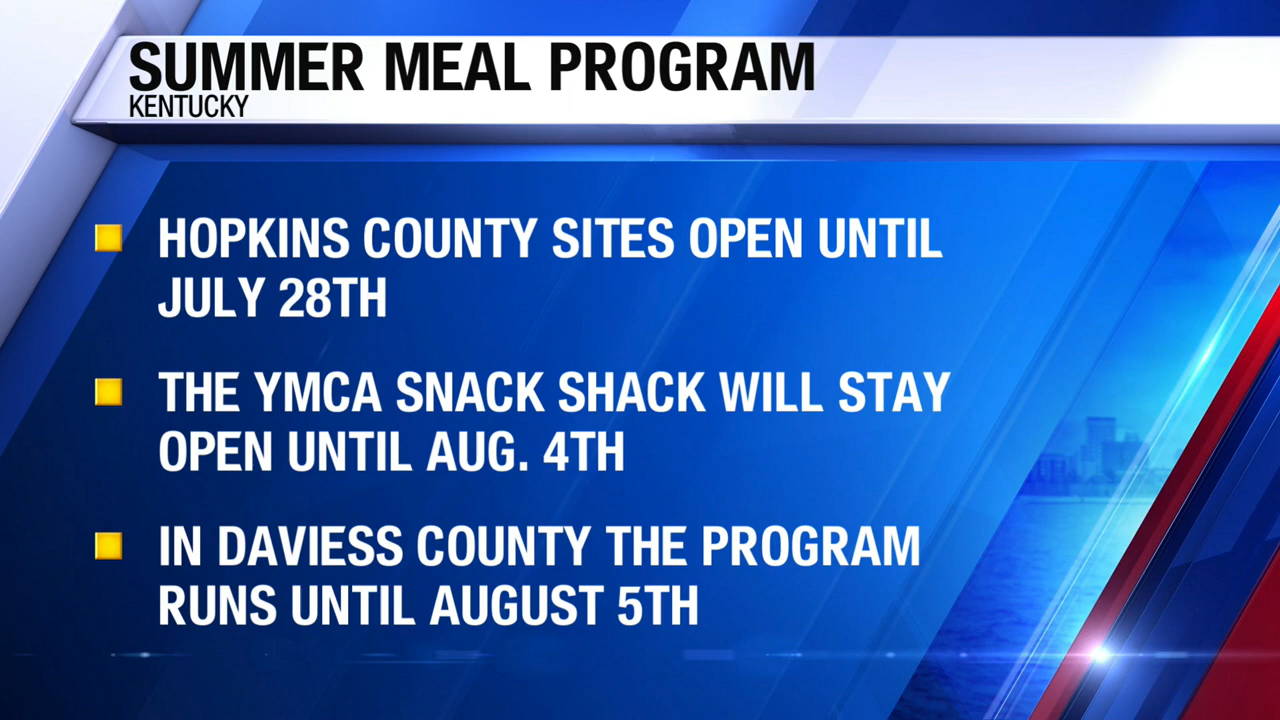 SUMMER MEAL PROGRAM
KENTUCKY
HOPKINS COUNTY SITES OPEN UNTIL
JULY 28TH
THE YMCA SNACK SHACK WILL STAY
OPEN UNTIL AUG. 4TH
IN DAVIESS COUNTY THE PROGRAM
RUNS UNTIL AUGUST 5TH